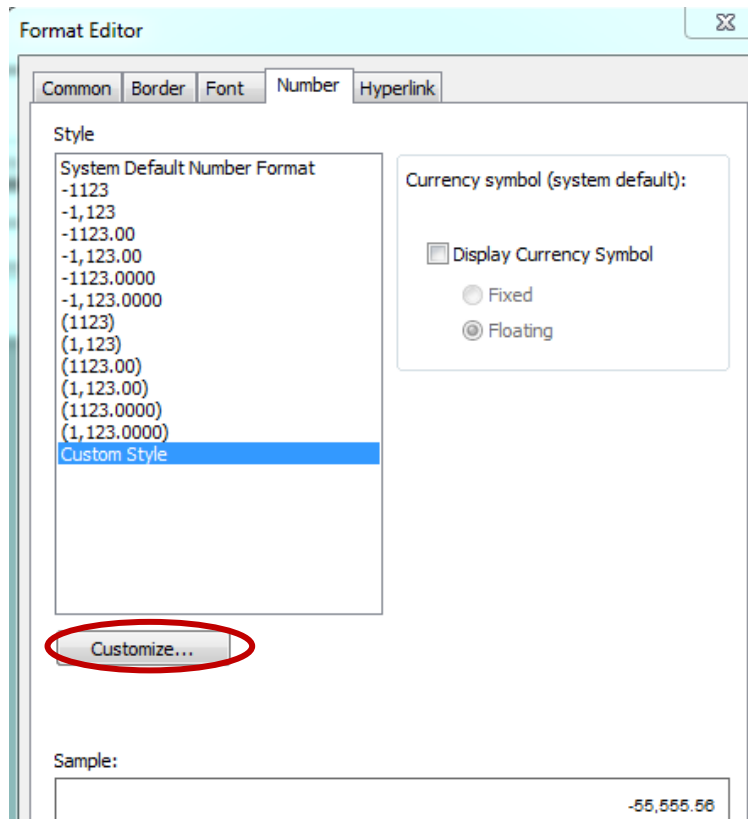 Format Editor
Common Border Font Number Hyperlink
Style
System Default Number Format
-1123
-1,123
-1123.00
-1,123.00
-1123.0000
-1,123.0000
(1123)
(1,123)
(1123.00)
(1,123.00)
(1123.0000)
(1,123.0000)
Custom Style
Currency symbol (system default):
Display Currency Symbol
Fixed
Floating
Customize...
Sample:
-55,555.56